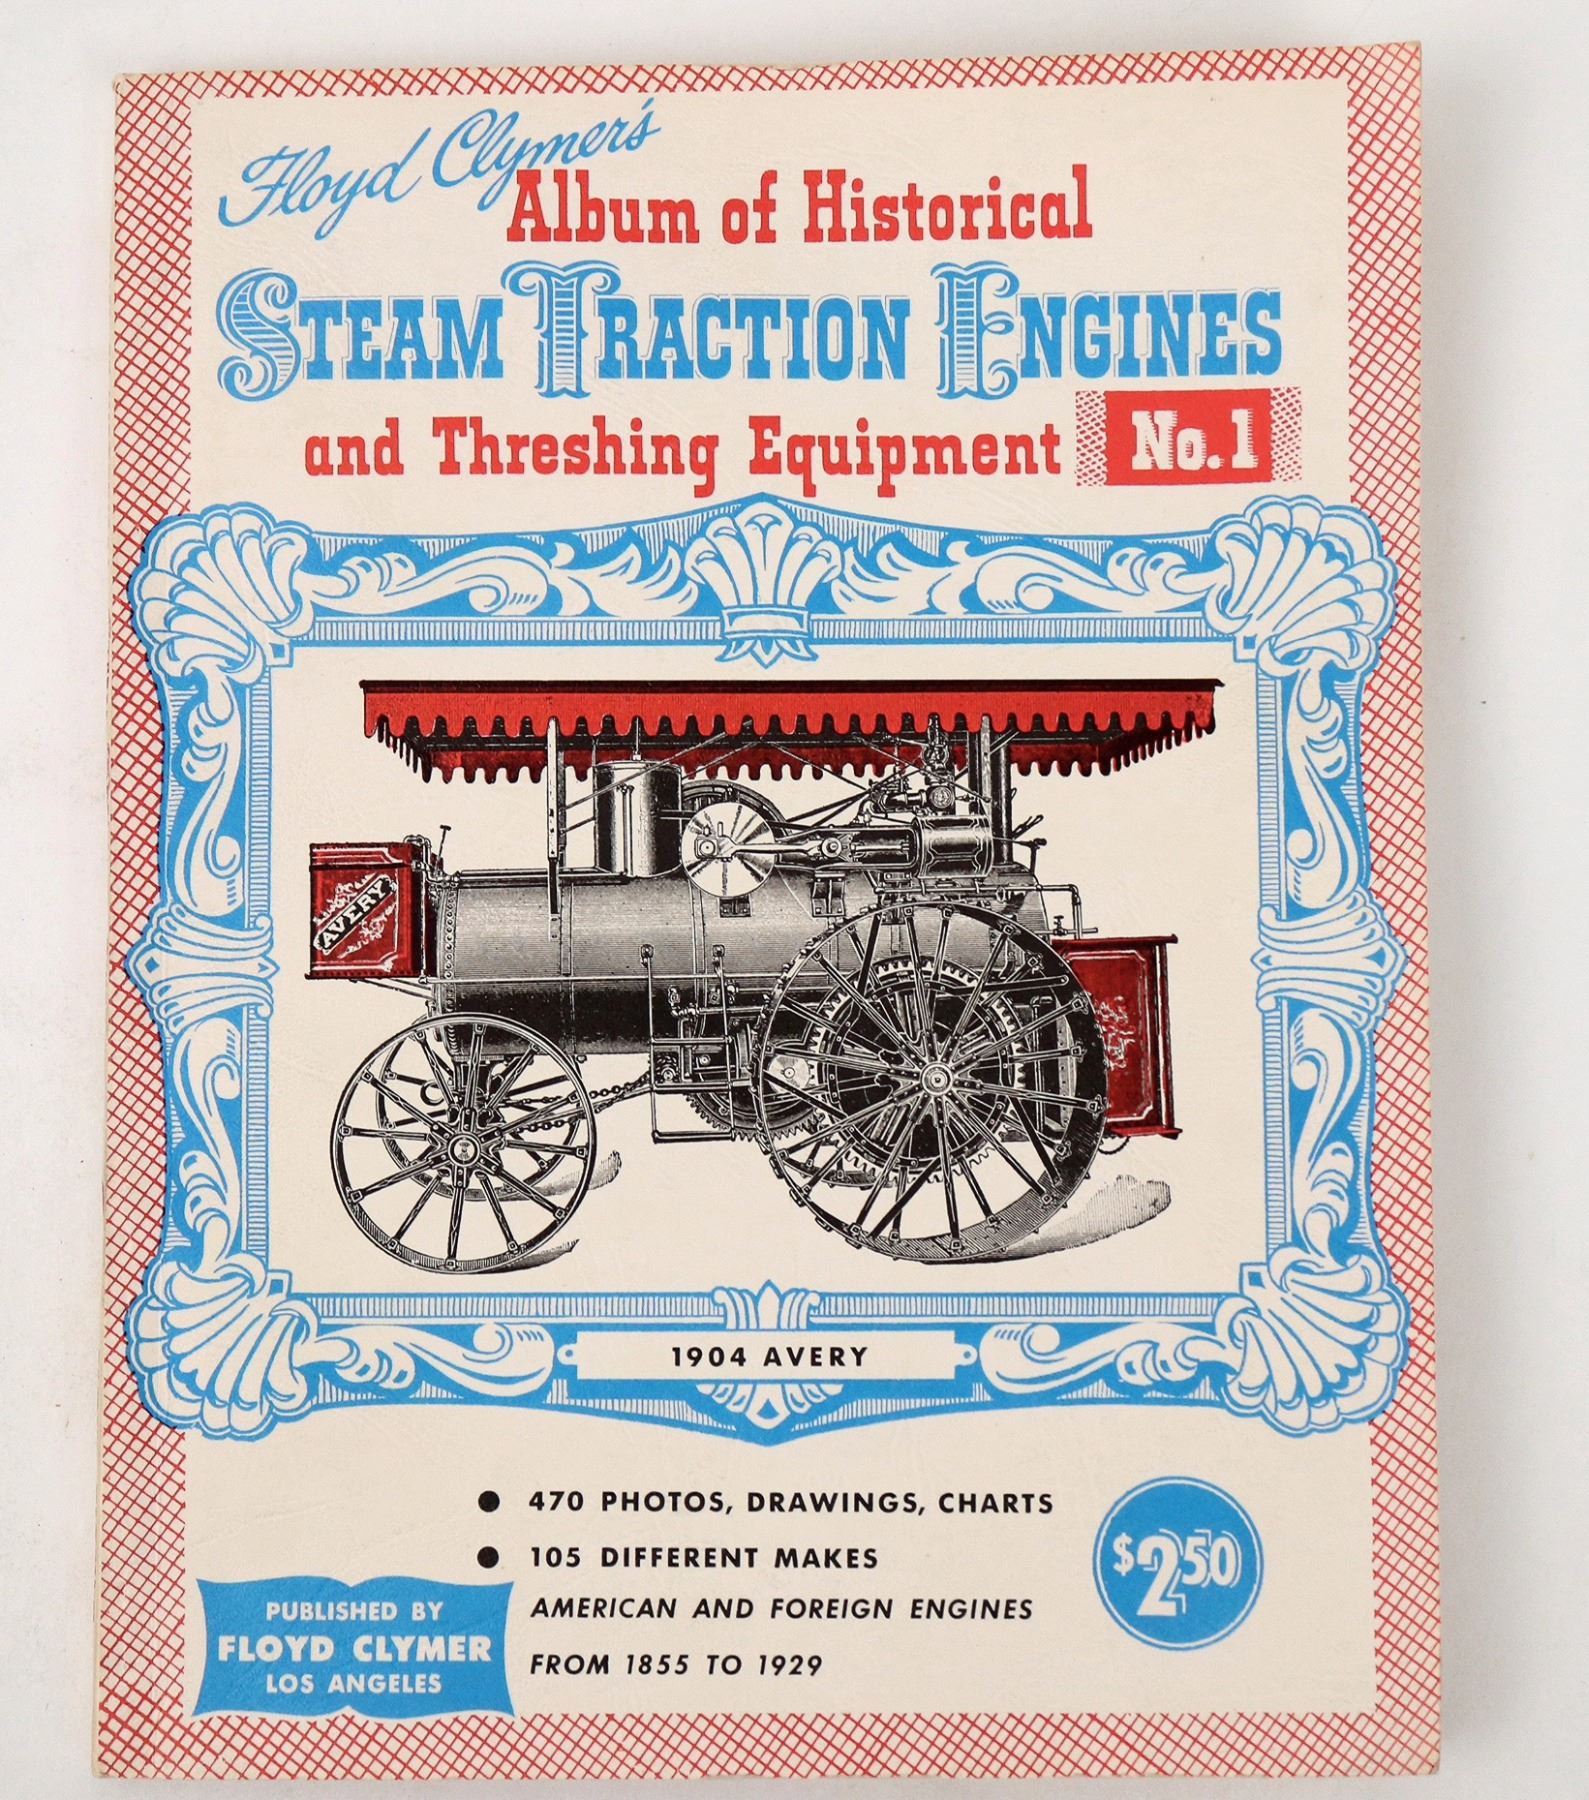 Floyd Clymer's
Album of Historical
STEAM TRACTION ENGINES
and Threshing Equipment No.1
AVERY
1904 AVERY
● 470 PHOTOS, DRAWINGS, CHARTS
● 105 DIFFERENT MAKES
AMERICAN AND FOREIGN ENGINES
FROM 1855 TO 1929
$2.50
PUBLISHED BY
FLOYD CLYMER
LOS ANGELES